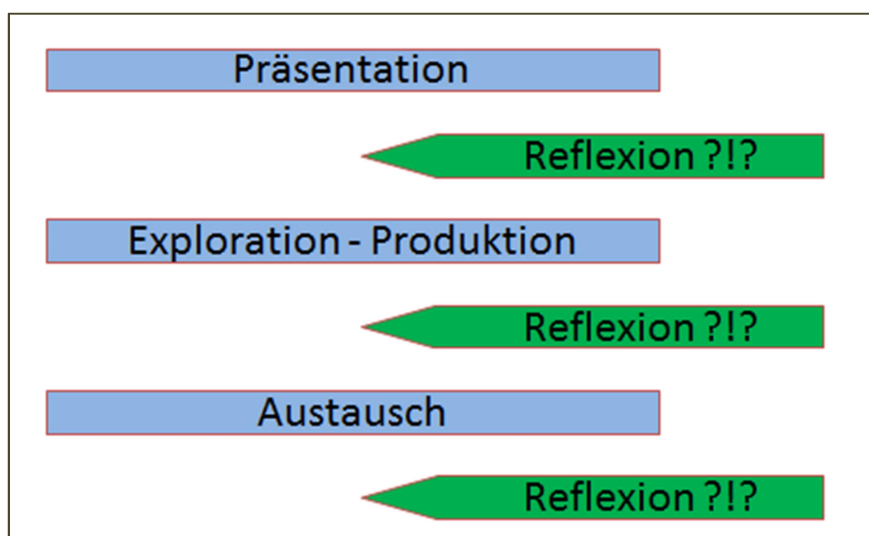 Präsentation
Reflexion ?!?
Exploration - Produktion
Reflexion ?!?
Austausch
Reflexion ?!?